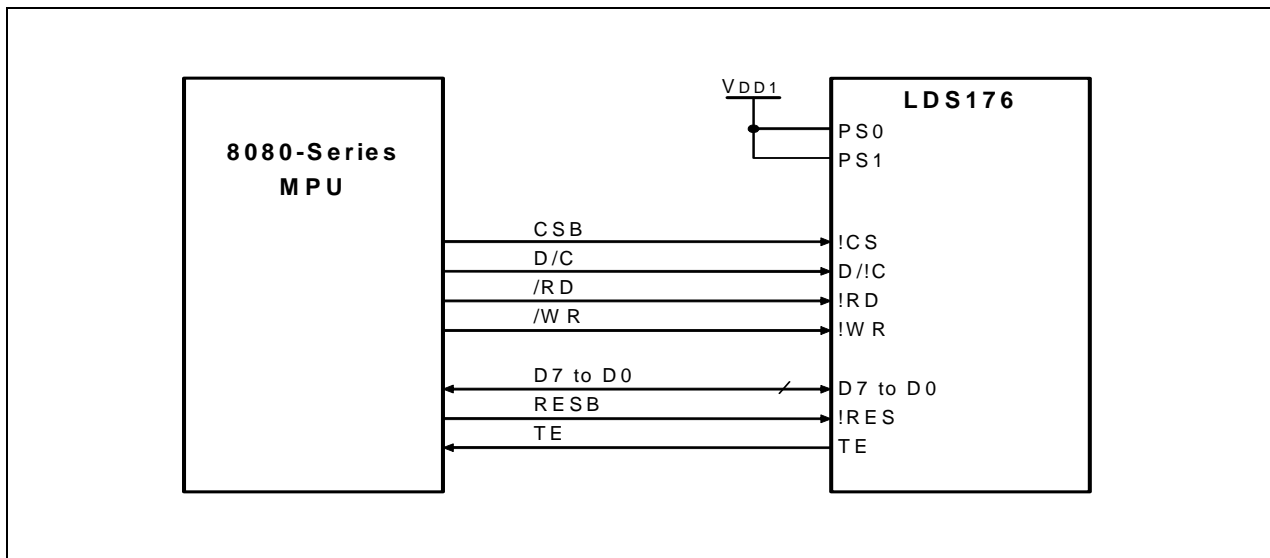 VDD1
LDS176
PS0
PS1
8080-Series
MPU
CSB
!CS
D/C
D/!C
/RD
!RD
/WR
!WR
D7 to D0
D7 to D0
RESB
!RES
TE
TE